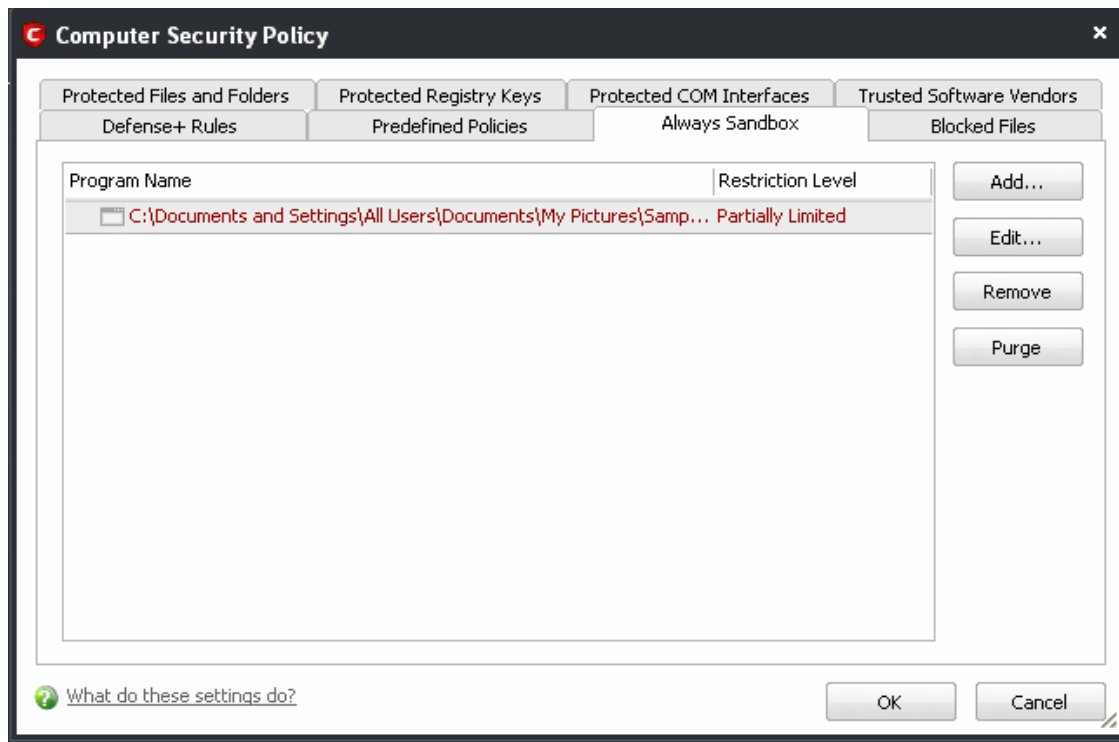 Computer Security Policy
Protected Files and Folders Protected Registry Keys Protected COM Interfaces Trusted Software Vendors
Defense+ Rules Predefined Policies Always Sandbox Blocked Files
Program Name Restriction Level
C:\Documents and Settings\All Users\Documents\My Pictures\Samp... Partially Limited
Add...
Edit...
Remove
Purge
What do these settings do?
OK Cancel